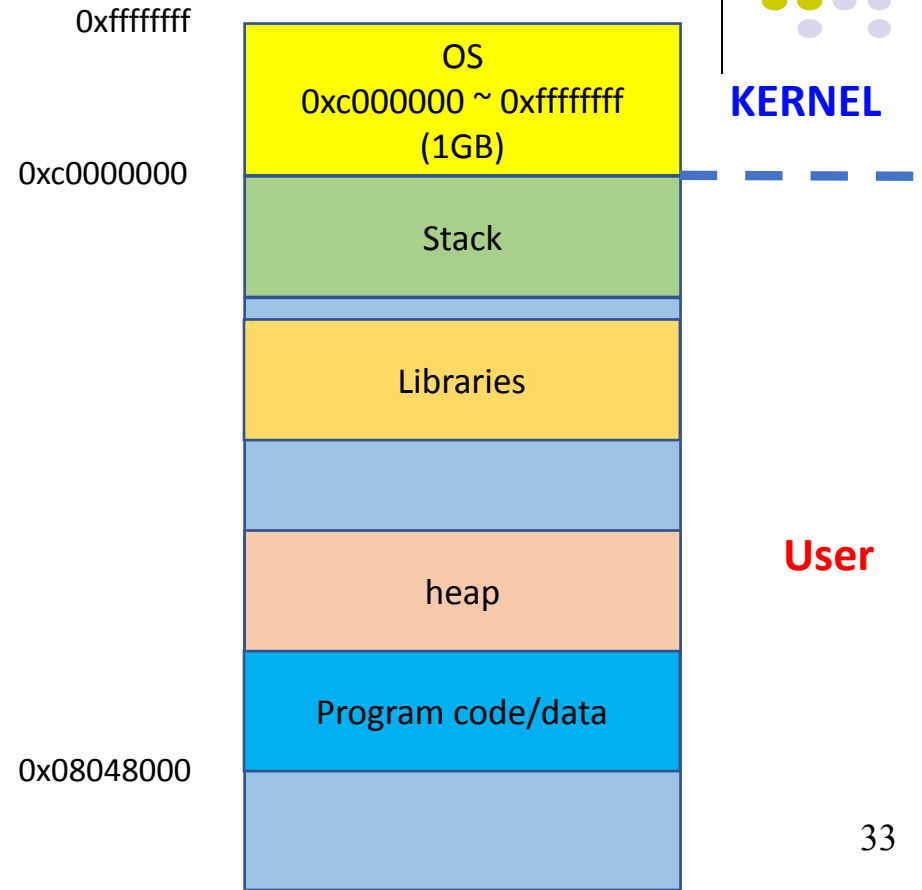 0xffffffff
OS
0xc000000 ~ 0xffffffff
(1GB)
KERNEL
0xc0000000
Stack
Libraries
User
heap
Program code/data
0x08048000
33